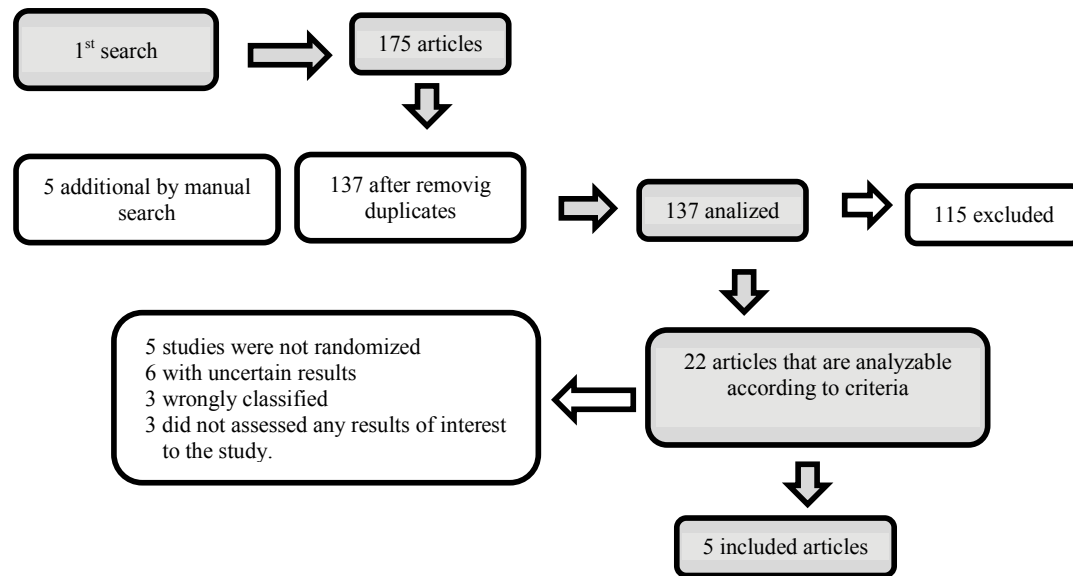 1st search
175 articles
5 additional by manual
search
137 after removig
duplicates
137 analized
115 excluded
5 studies were not randomized
6 with uncertain results
3 wrongly classified
3 did not assessed any results of interest
to the study.
22 articles that are analyzable
according to criteria
5 included articles